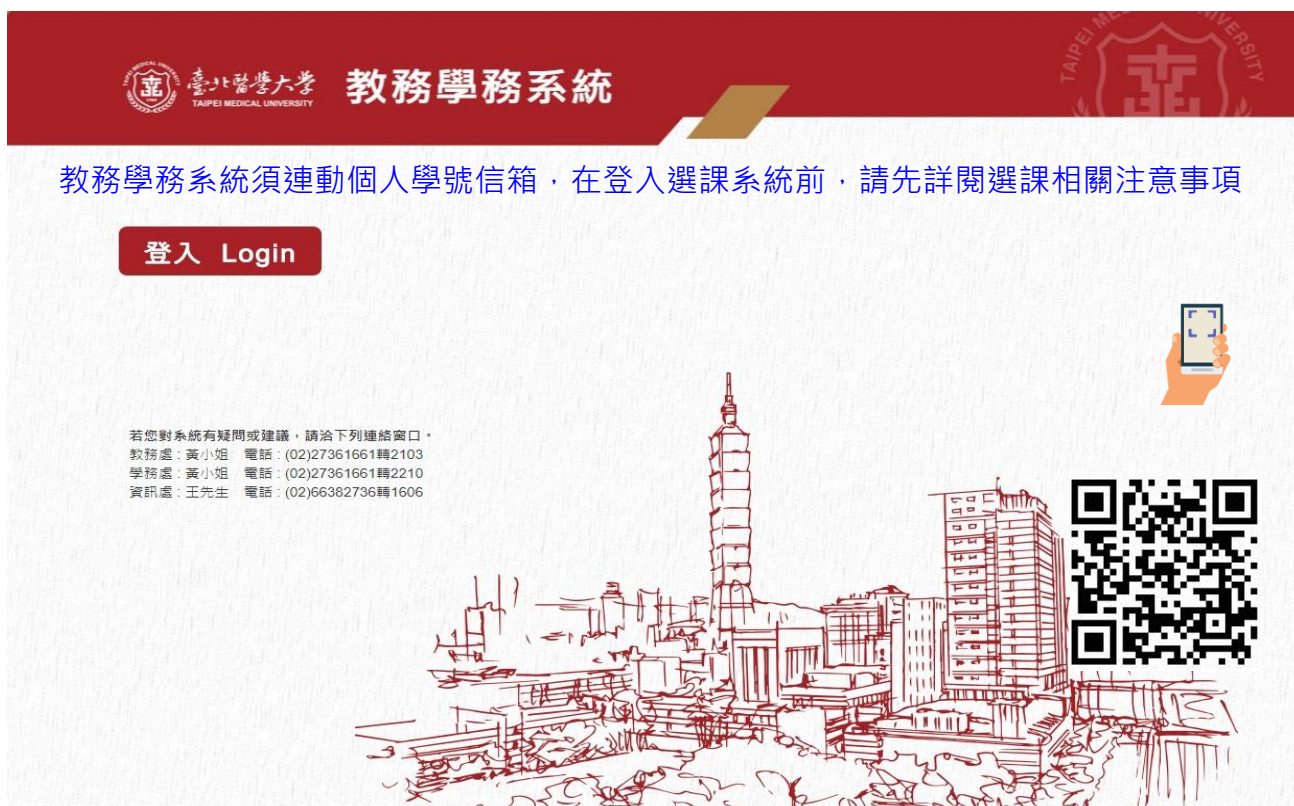 臺北醫學大學
TAIPEI MEDICAL UNIVERSITY
教務學務系統
TAIPEI MEDICAL UNIVERSITY
教務學務系統須連動個人學號信箱，在登入選課系統前，請先詳閱選課相關注意事項
登入 Login
若您對系統有疑問或建議，請洽下列連絡窗口。
教務處：黃小姐 電話：(02)27361661轉2103
學務處：黃小姐 電話：(02)27361661轉2210
資訊處：王先生 電話：(02)66382736轉1606